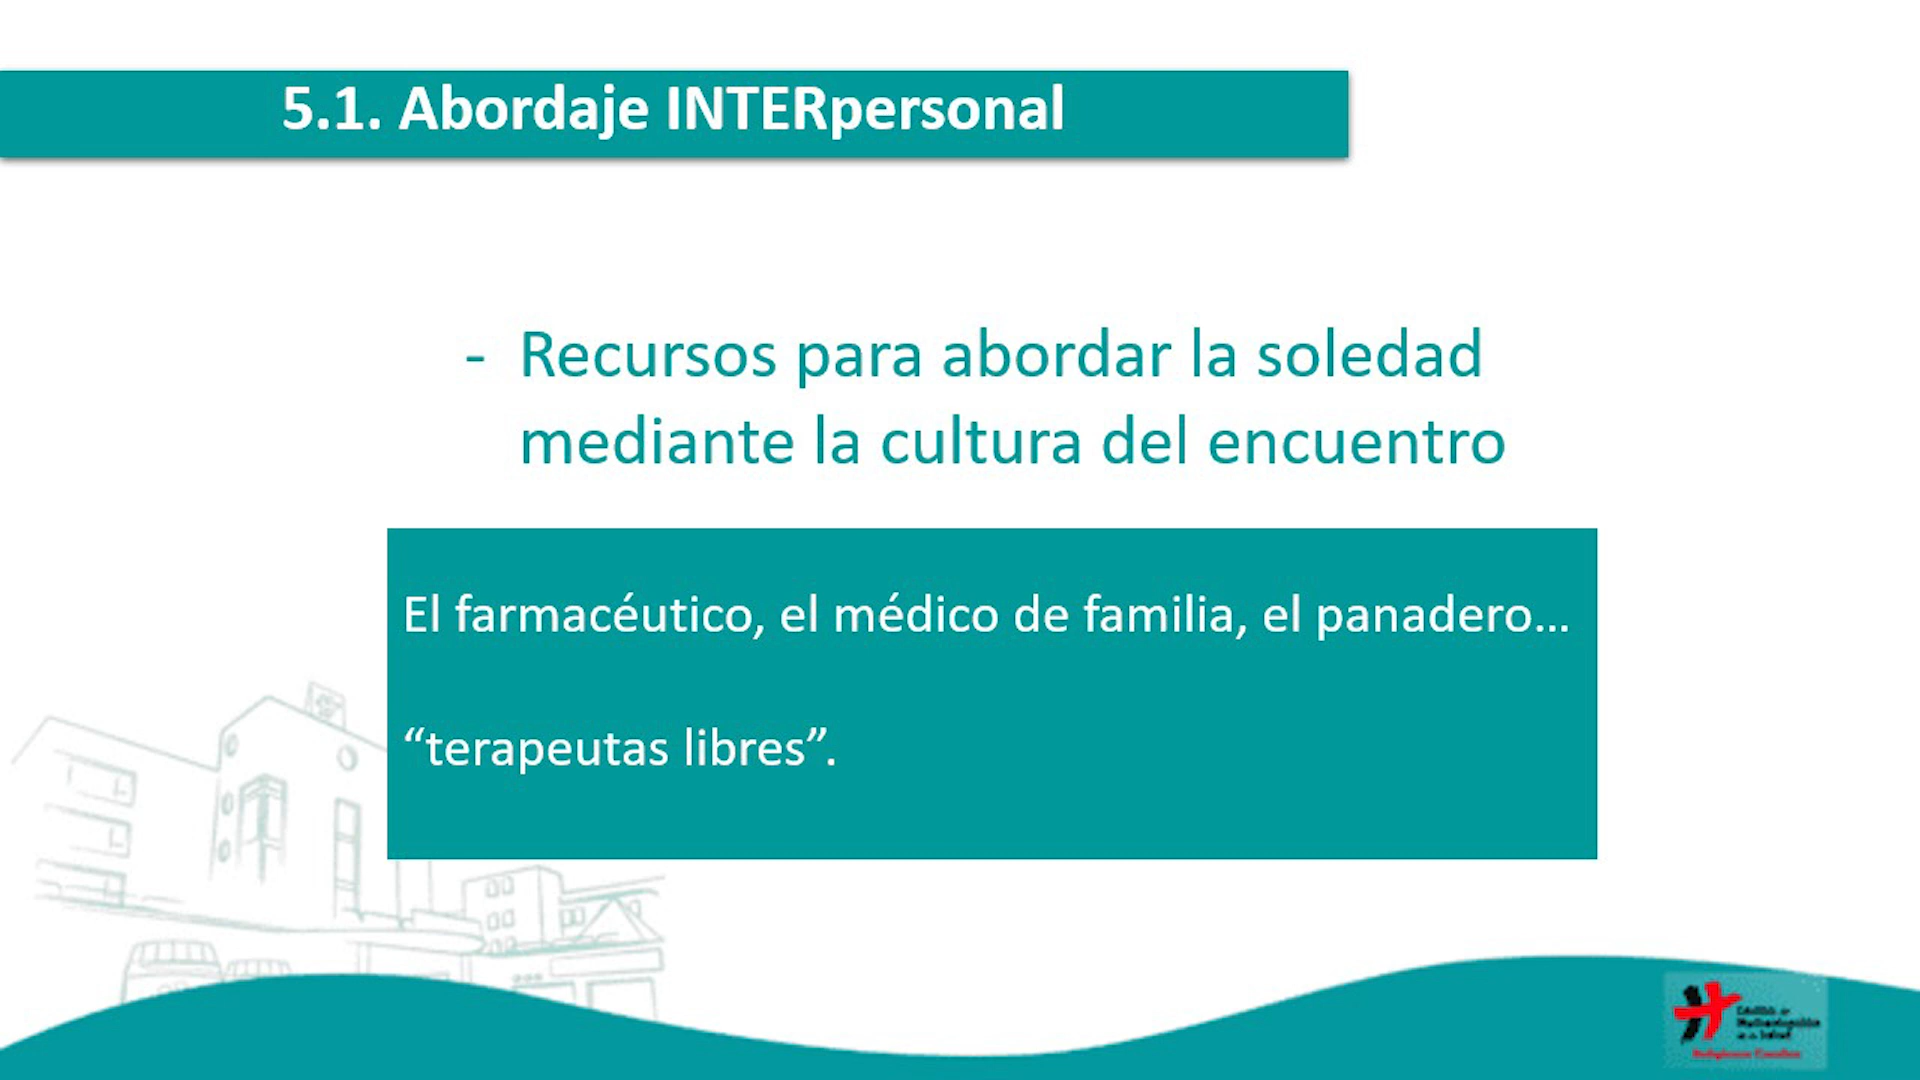 5.1. Abordaje INTERpersonal
- Recursos para abordar la soledad
mediante la cultura del encuentro
El farmacéutico, el médico de familia, el panadero...
“terapeutas libres”.